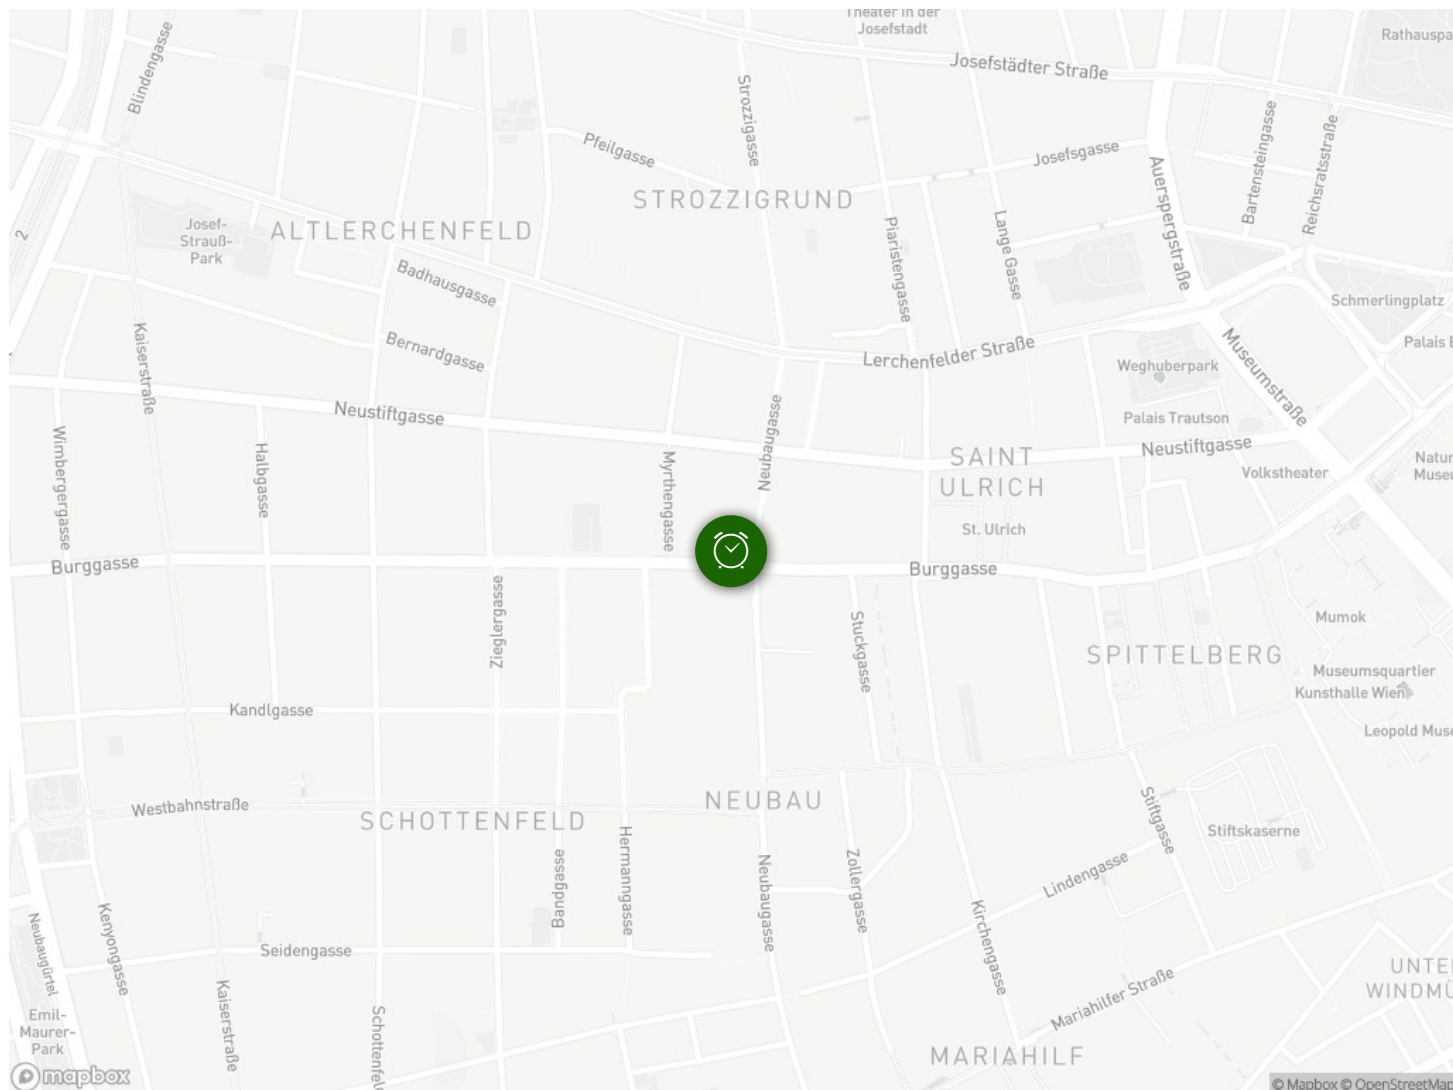 Theater in der
Josefstadt
Rathauspa
Josefstädter Straße
Blindengasse
Strozzigasse
Bartensteingasse
Reichsratsstraße
Pfeilgasse
Josefsgasse
Auerspergstraße
STROZZIGRUND
Josef-
Strauß-
Park
ALTLERCHENFELD
2
Piaristengasse
Lange Gasse
Badhausgasse
Schmerlingplatz
Kaiserstraße
Bernardgasse
Lerchenfelder Straße
Museumstraße
Palais E
Weghuberpark
Neustiftgasse
Palais Trautson
Neubaugasse
Wimbergergasse
Halbgasse
Myrthengasse
SAINT
ULRICH
Neustiftgasse
Volkstheater
Natur
Museu
St. Ulrich
Burggasse
Burggasse
Zieglergasse
Stuckgasse
Mumok
SPITTELBERG
Museumsquartier
Kunsthalle Wien
Kandlgasse
Leopold Muse
Westbahnstraße
NEUBAU
SCHOTTENFELD
Stiftgasse
Stiftskaserne
Hermanngasse
Bandgasse
Neubaugasse
Zollergasse
Lindengasse
Kirchengasse
Kenyongasse
Neubaugürtel
Seidengasse
Kaiserstraße
Mariahilfer Straße
UNTE
WINDMÜ
Emil-
Maurer-
Park
Schottenfel
MARIAHILF
mapbox
© Mapbox © OpenStreetMap